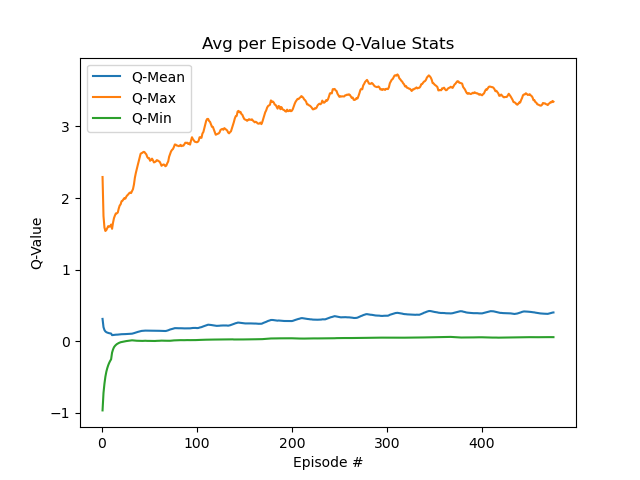 Avg per Episode Q-Value Stats
Q-Mean
Q-Max
Q-Min
Q-Value
3
2
1
0
−1
0 100 200 300 400
Episode #